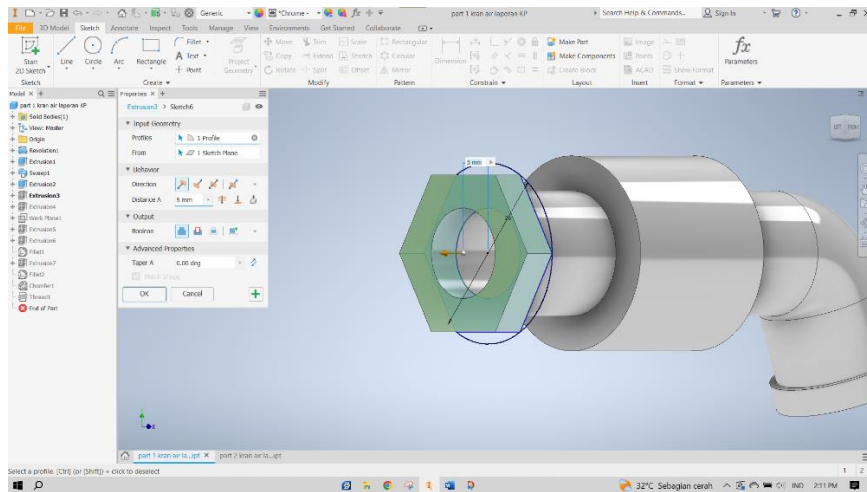 Generic
Chrome
part 1 kran air laporan KP
Search Help & Commands...
Sign In
File 3D Model Sketch Annotate Inspect Tools Manage View Environments Get Started Collaborate
Start
2D Sketch
Line Circle Arc Rectangle
Fillet
Text
Point
Project
Geometry
Move Trim Scale
Copy Extend Stretch
Rotate Split Offset
Rectangular
Circular
Mirror
Dimension
Make Part
Make Components
Create Block
Image
Points
ACAD
Show Format
fx
Parameters
Sketch Create Modify Pattern Constrain Layout Insert Format Parameters
Model
part 1 kran air laporan KP
Solid Bodies(1)
View: Master
Origin
Revolution1
Extrusion1
Sweep1
Extrusion2
Extrusion3
Extrusion4
Work Plane1
Extrusion5
Extrusion6
Fillet1
Extrusion7
Fillet2
Chamfer1
Thread1
End of Part
Properties
Extrusion3 > Sketch6
Input Geometry
Profiles 1 Profile
From 1 Sketch Plane
Behavior
Direction
Distance A 5 mm
Output
Boolean
Advanced Properties
Taper A 0.00 deg
Match Shape
OK Cancel
5 mm
part 1 kran air la...ipt
part 2 kran air la...ipt
Select a profile. [Ctrl] (or [Shift]) + click to deselect
1 2
32°C Sebagian cerah
IND
2:11 PM